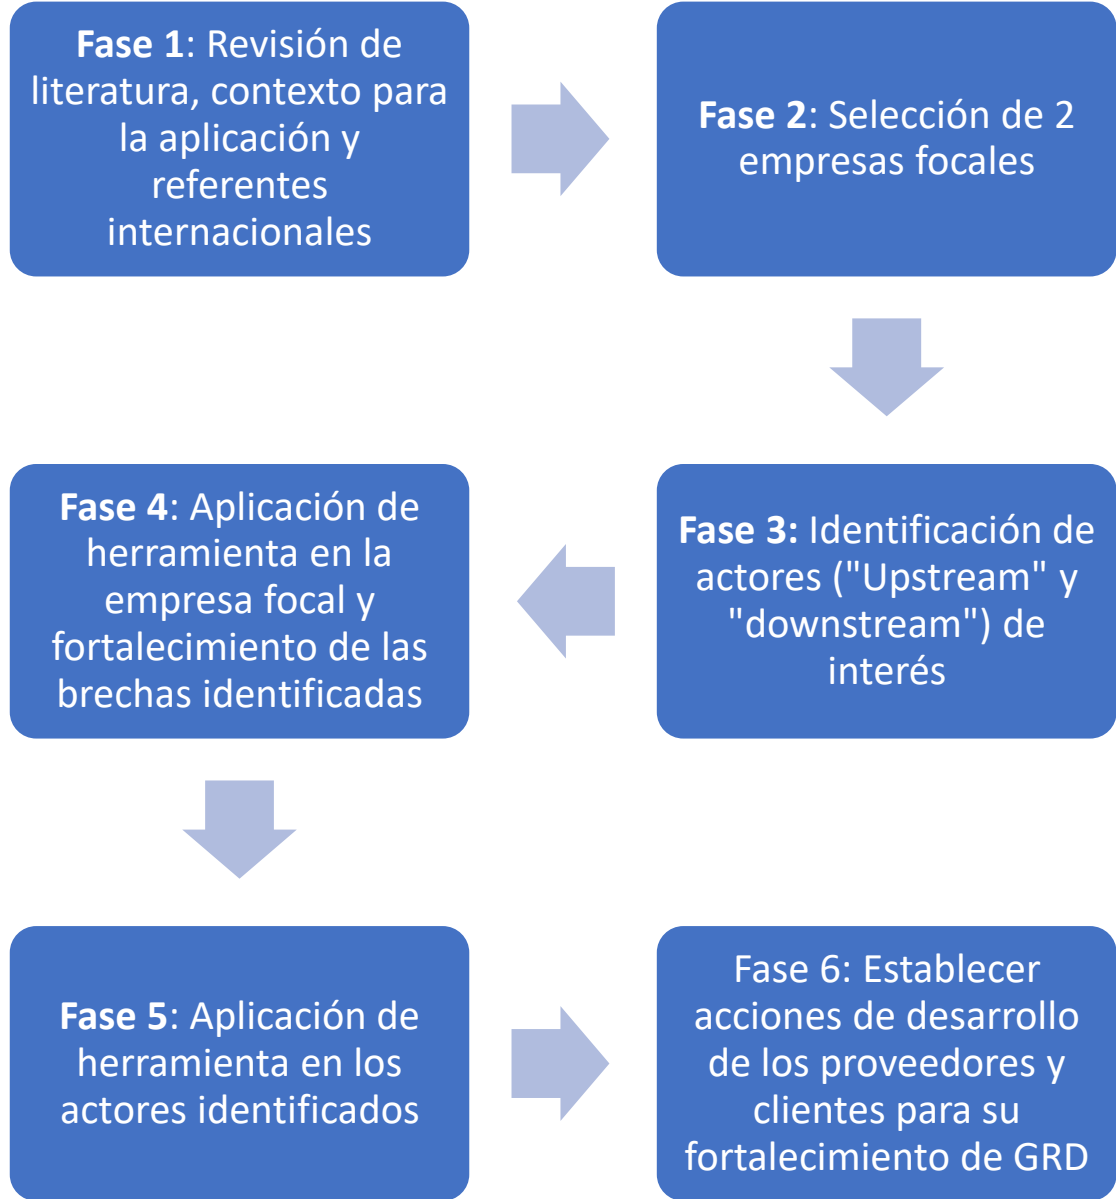 Fase 1: Revisión de
literatura, contexto para
la aplicación y
referentes
internacionales
Fase 2: Selección de 2
empresas focales
Fase 3: Identificación de
actores ("Upstream" y
"downstream") de
interés
Fase 4: Aplicación de
herramienta en la
empresa focal y
fortalecimiento de las
brechas identificadas
Fase 5: Aplicación de
herramienta en los
actores identificados
Fase 6: Establecer
acciones de desarrollo
de los proveedores y
clientes para su
fortalecimiento de GRD